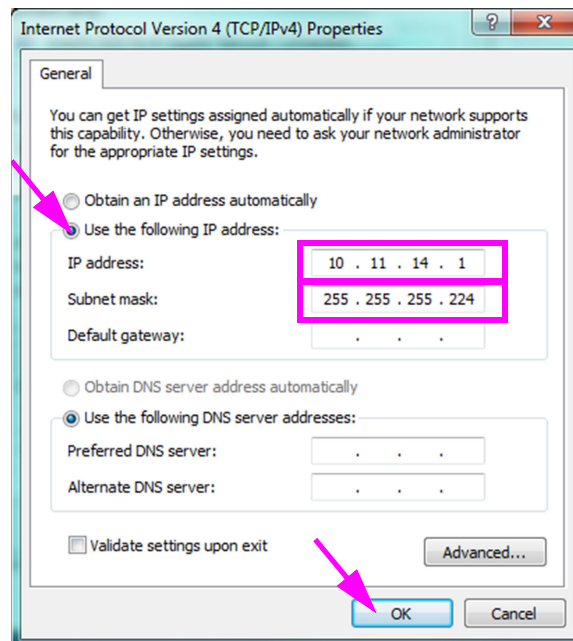 Internet Protocol Version 4 (TCP/IPv4) Properties
General
You can get IP settings assigned automatically if your network supports
this capability. Otherwise, you need to ask your network administrator
for the appropriate IP settings.
Obtain an IP address automatically
Use the following IP address:
IP address: 10 . 11 . 14 . 1
Subnet mask: 255 . 255 . 255 . 224
Default gateway: . . .
Obtain DNS server address automatically
Use the following DNS server addresses:
Preferred DNS server: . . .
Alternate DNS server: . . .
Validate settings upon exit
Advanced...
OK Cancel